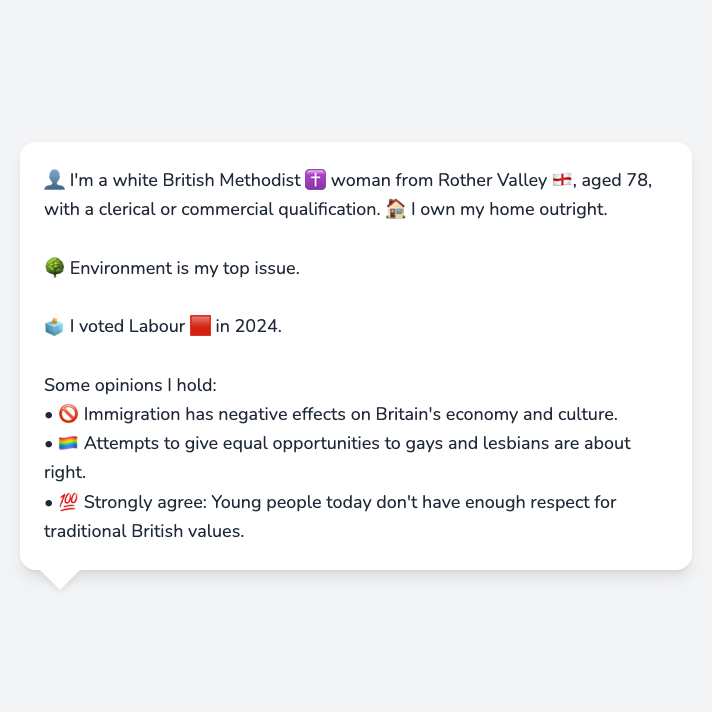 👤 I'm a white British Methodist ✝️ woman from Rother Valley 🏴󠁧󠁢󠁥󠁮󠁧󠁿, aged 78,
with a clerical or commercial qualification. 🏠 I own my home outright.
🌳 Environment is my top issue.
🗳️ I voted Labour 🟥 in 2024.
Some opinions I hold:
• 🚫 Immigration has negative effects on Britain's economy and culture.
• 🏳️‍🌈 Attempts to give equal opportunities to gays and lesbians are about
right.
• 💯 Strongly agree: Young people today don't have enough respect for
traditional British values.